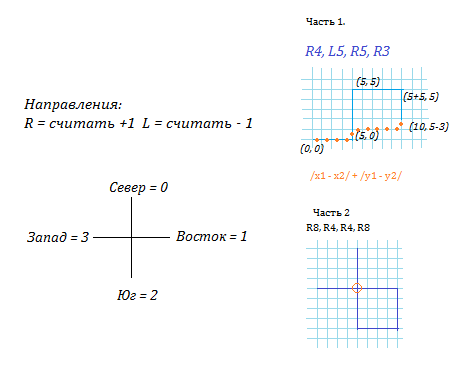 Часть 1.
R4, L5, R5, R3
(5, 5)
(5+5, 5)
(10, 5-3)
(5, 0)
(0, 0)
/x1 - x2/ + /y1 - y2/
Направления:
R = считать +1 L = считать - 1
Север = 0
Запад = 3
Восток = 1
Юг = 2
Часть 2
R8, R4, R4, R8